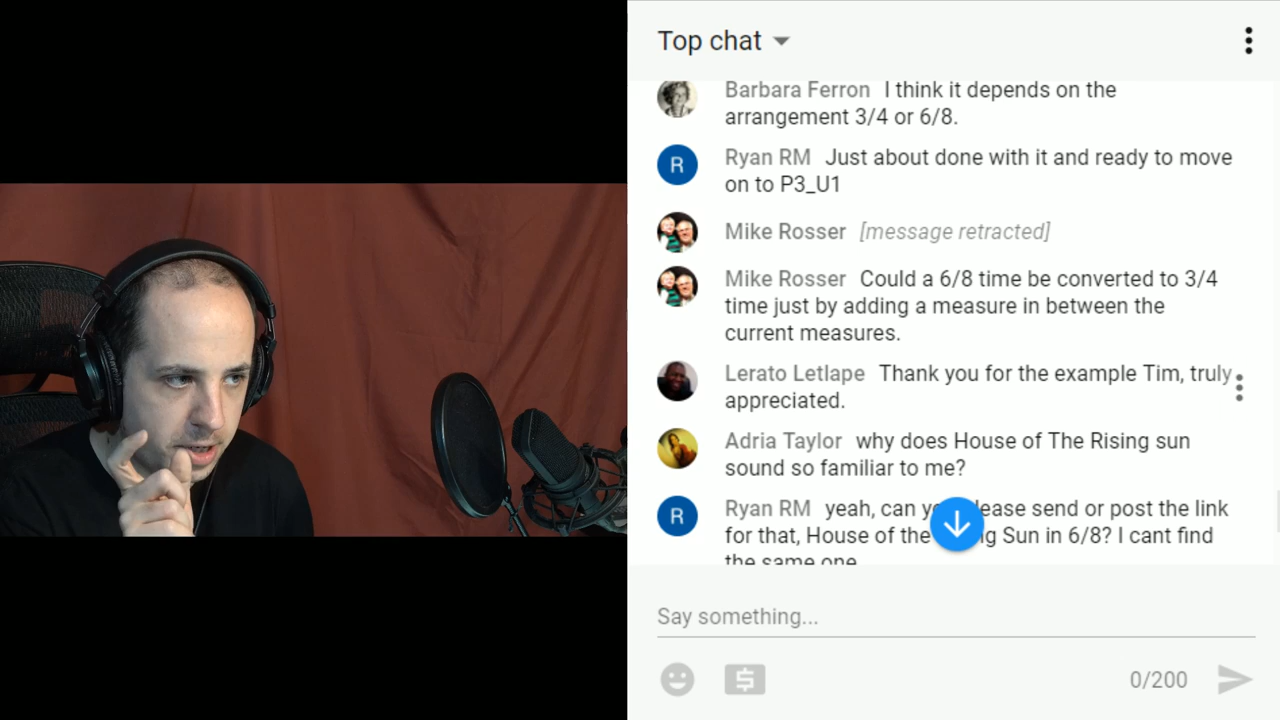 Top chat
Barbara Ferron I think it depends on the
arrangement 3/4 or 6/8.
R
Ryan RM Just about done with it and ready to move
on to P3_U1
Mike Rosser [message retracted]
Mike Rosser Could a 6/8 time be converted to 3/4
time just by adding a measure in between the
current measures.
Lerato Letlape Thank you for the example Tim, truly
appreciated.
Adria Taylor why does House of The Rising sun
sound so familiar to me?
R
Ryan RM yeah, can send or post the link
for that, House of the Sun in 6/8? I cant find
the same one
Say something...
0/200